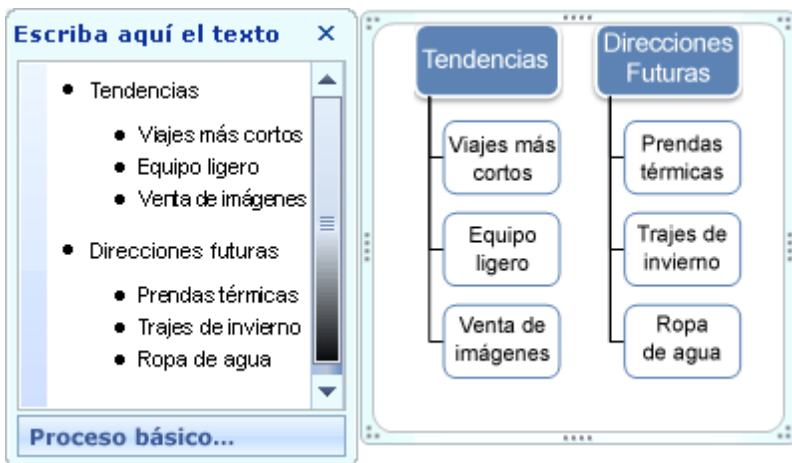 Escriba aquí el texto
Tendencias
Viajes más cortos
Equipo ligero
Venta de imágenes
Direcciones futuras
Prendas térmicas
Trajes de invierno
Ropa de agua
Proceso básico...
Tendencias
Viajes más
cortos
Equipo
ligero
Venta de
imágenes
Direcciones
Futuras
Prendas
térmicas
Trajes de
invierno
Ropa
de agua